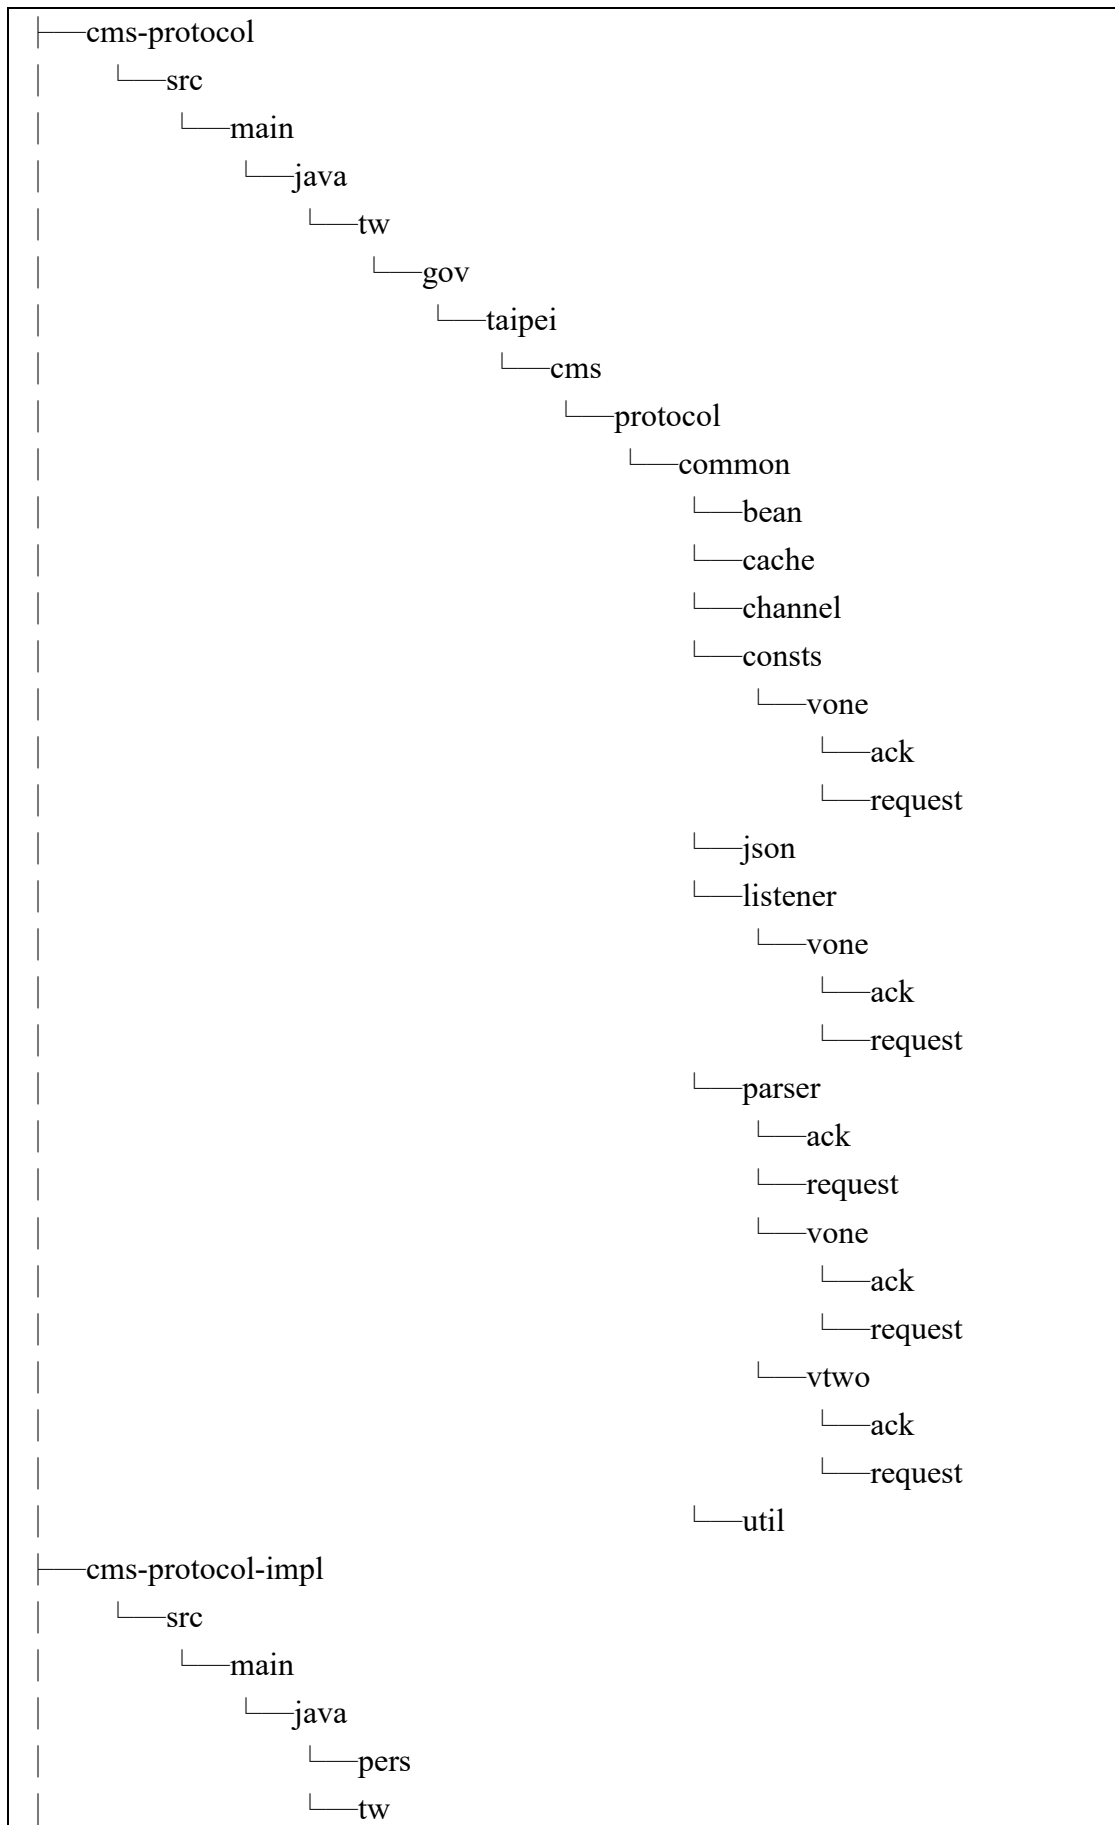 ├──cms-protocol
│ └──src
│ └──main
│ └──java
│ └──tw
│ └──gov
│ └──taipei
│ └──cms
│ └──protocol
│ └──common
│ └──bean
│ └──cache
│ └──channel
│ └──consts
│ └──vone
│ └──ack
│ └──request
│ └──json
│ └──listener
│ └──vone
│ └──ack
│ └──request
│ └──parser
│ └──ack
│ └──request
│ └──vone
│ └──ack
│ └──request
│ └──vtwo
│ └──ack
│ └──request
│ └──util
├──cms-protocol-impl
│ └──src
│ └──main
│ └──java
│ └──pers
│ └──tw